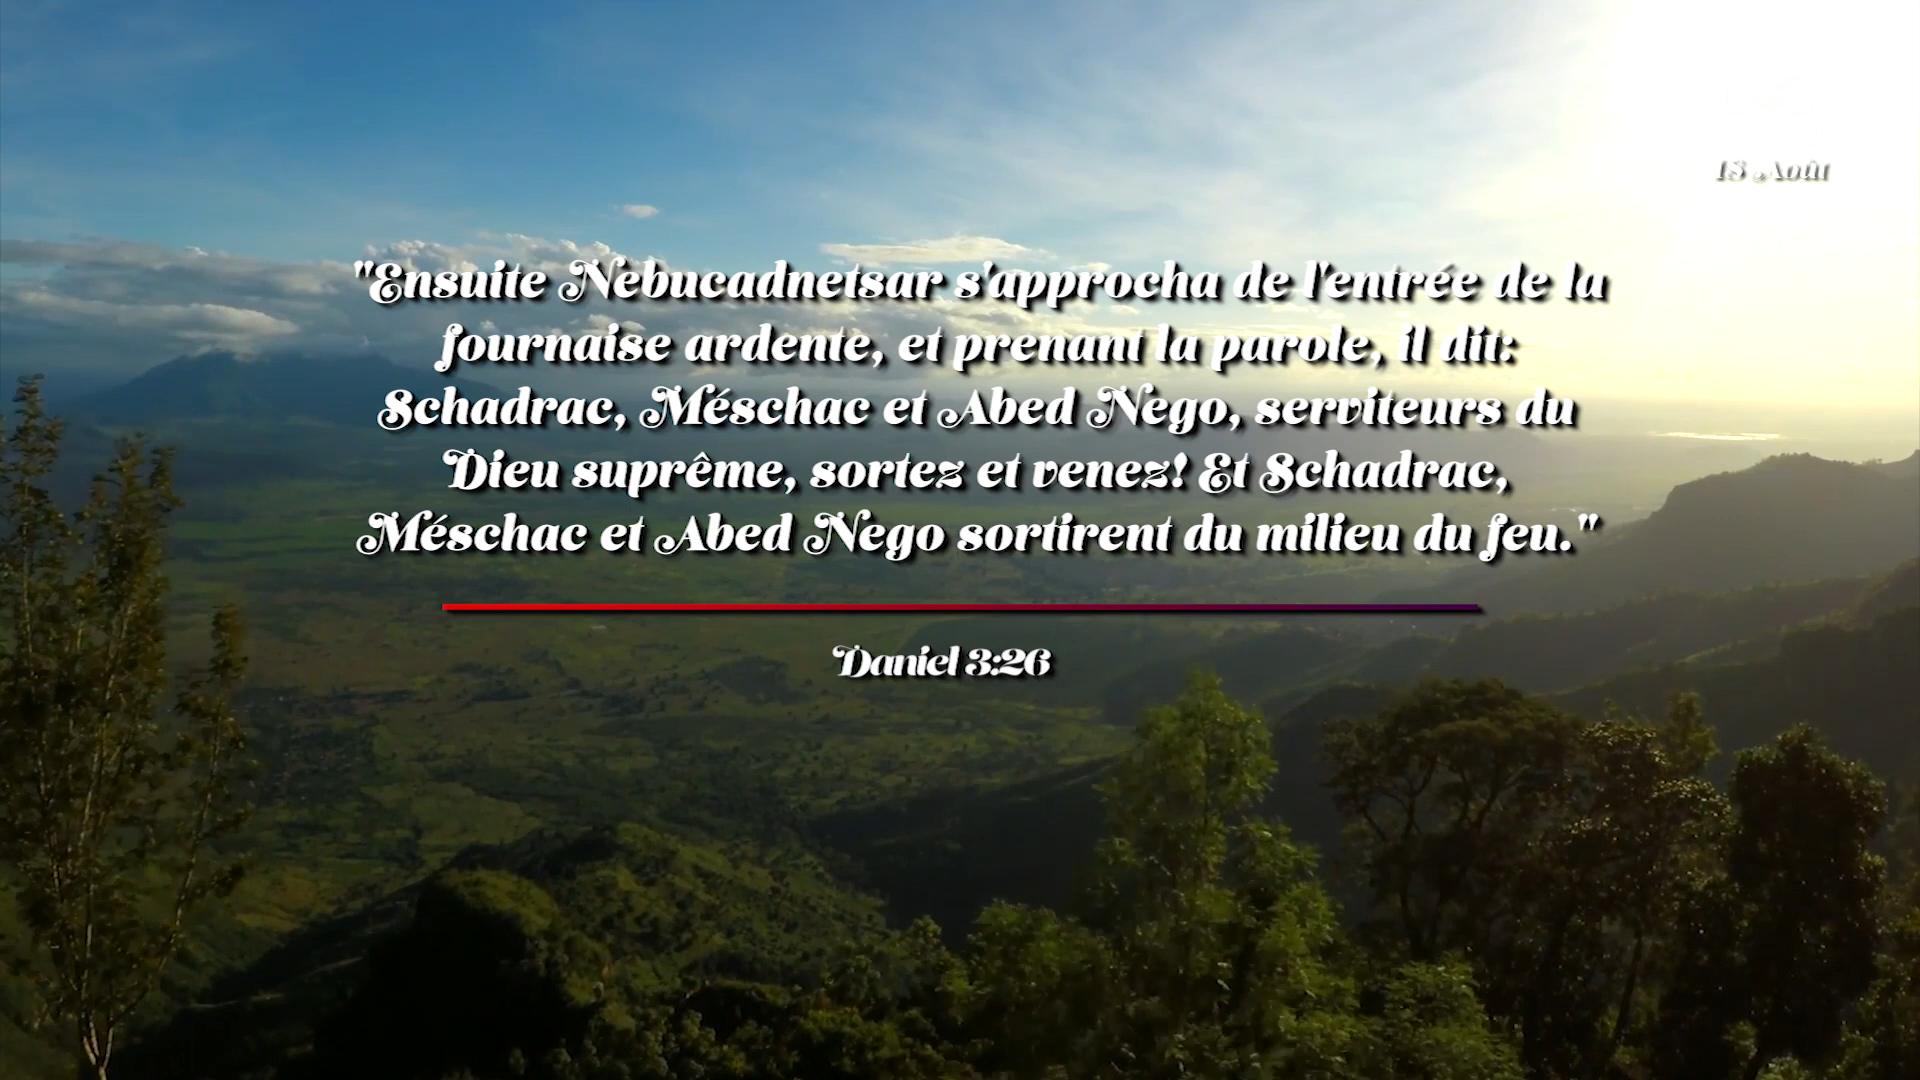 18 Août
"Ensuite Nebucadnetsar s'approcha de l'entrée de la
fournaise ardente, et prenant la parole, il dit:
Schadrac, Méschac et Abed Nego, serviteurs du
Dieu suprême, sortez et venez! Et Schadrac,
Méschac et Abed Nego sortirent du milieu du feu."
Daniel 3:26